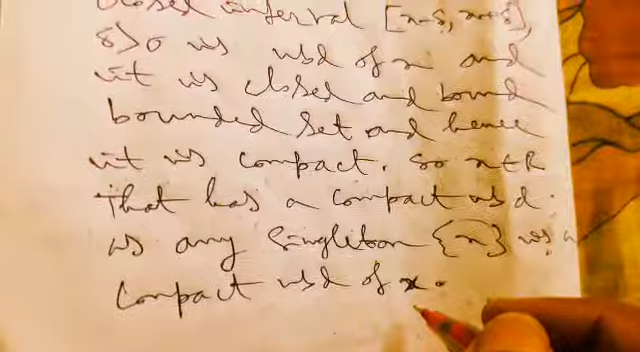 closed interval [x-δ, x+δ],
δ>0 is nbd of x and
it is closed and bound
bounded set and hence
it is compact. so x∈R
That has a compact nbd.
as any singleton {x} is a
compact nbd of x.